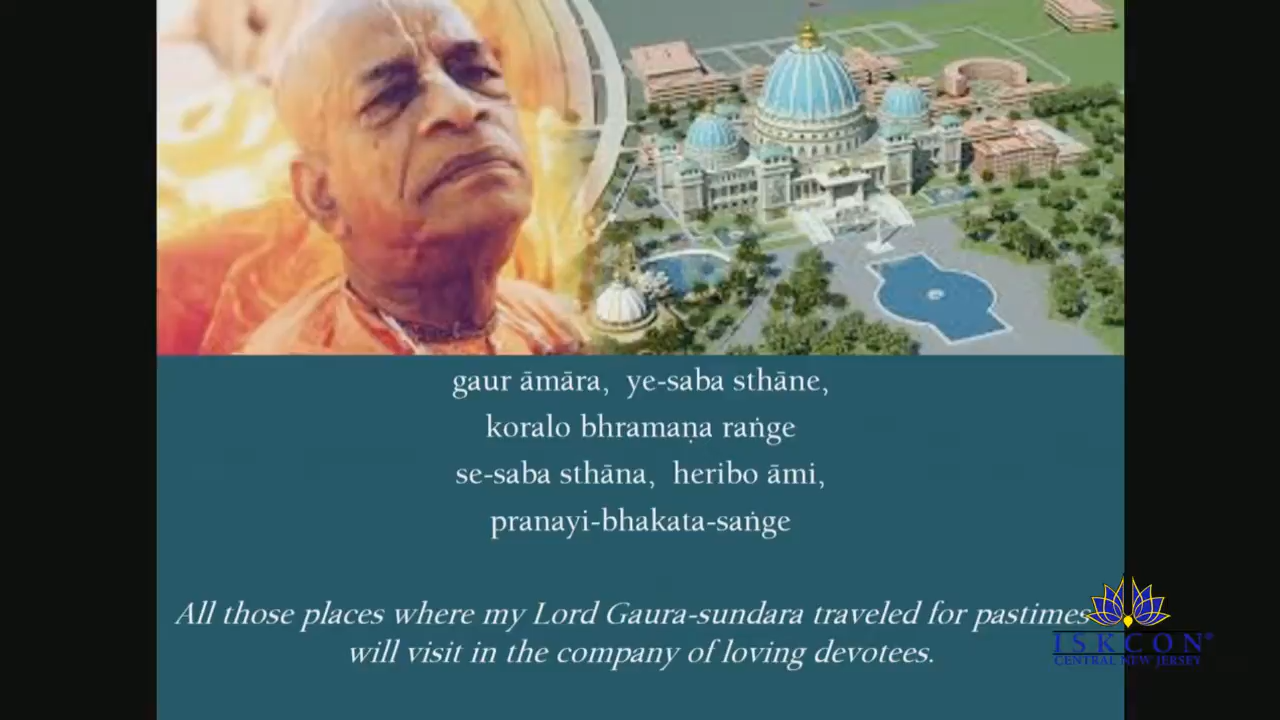 gaur āmāra, ye-saba sthāne,
koralo bhramaṇa raṅge
se-saba sthāna, heribo āmi,
pranayi-bhakata-saṅge
All those places where my Lord Gaura-sundara traveled for pastimes
will visit in the company of loving devotees.
ISKCON®
CENTRAL NEW JERSEY